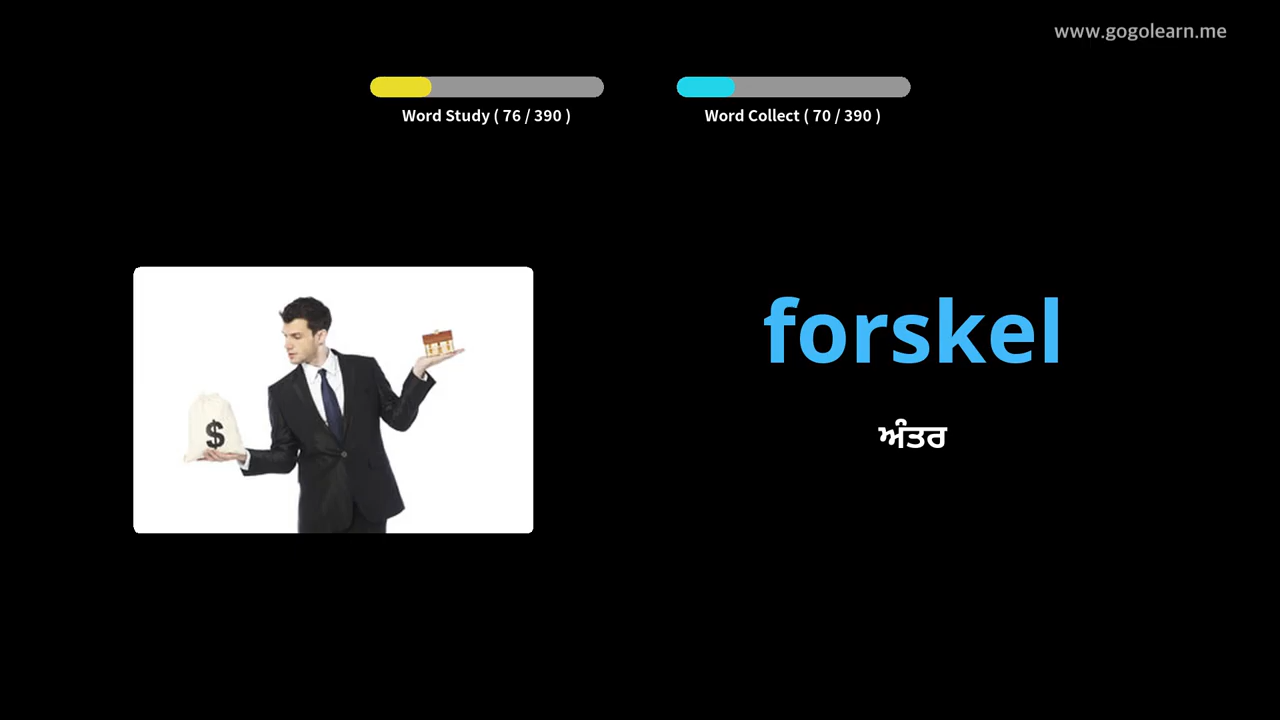 www.gogolearn.me
Word Study ( 76 / 390 )
Word Collect ( 70 / 390 )
$
forskel
ਅੰਤਰ